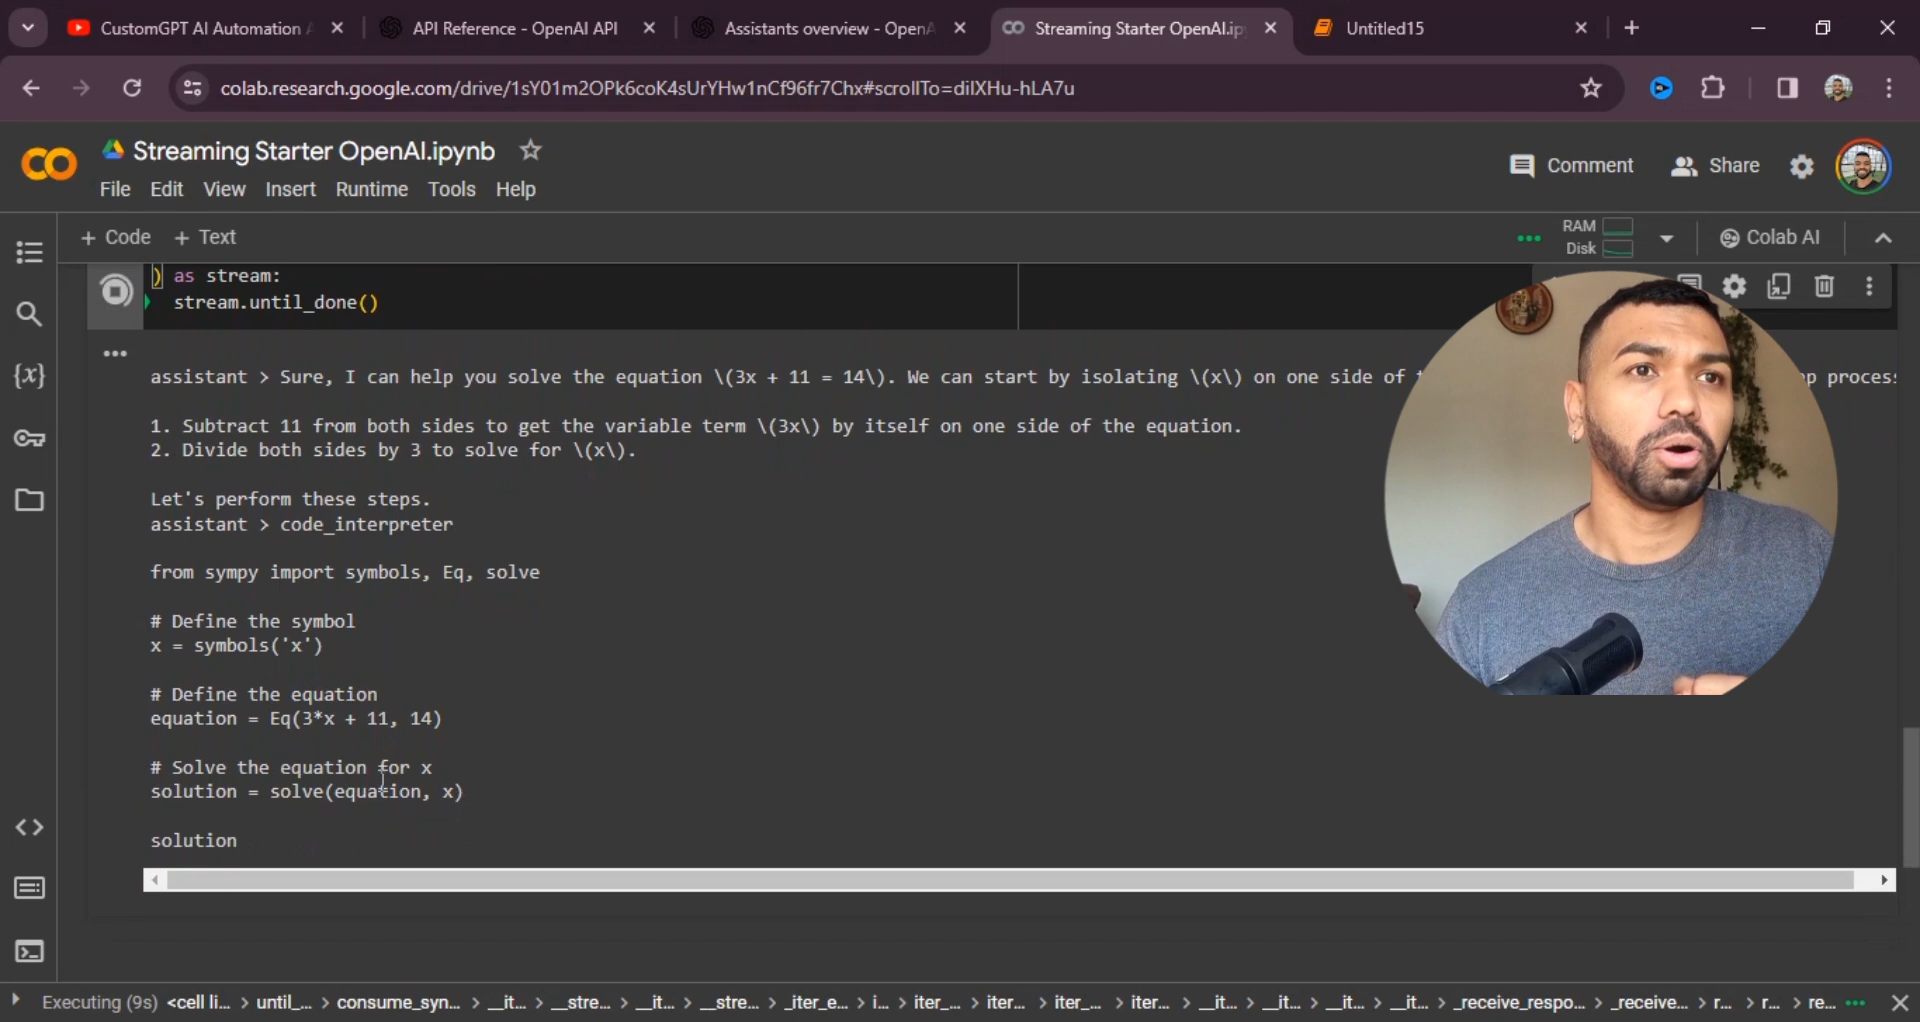 CustomGPT AI Automation
API Reference - OpenAI API
Assistants overview - OpenA
Streaming Starter OpenAI.ip
Untitled15
colab.research.google.com/drive/1sY01m2OPk6coK4sUrYHw1nCf96fr7Chx#scrollTo=dilXHu-hLA7u
Streaming Starter OpenAI.ipynb
Comment
Share
File Edit View Insert Runtime Tools Help
+ Code + Text
RAM
Disk
Colab AI
) as stream:
stream.until_done()
assistant > Sure, I can help you solve the equation \(3x + 11 = 14\). We can start by isolating \(x\) on one side of
op process
1. Subtract 11 from both sides to get the variable term \(3x\) by itself on one side of the equation.
2. Divide both sides by 3 to solve for \(x\).
Let's perform these steps.
assistant > code_interpreter
from sympy import symbols, Eq, solve
# Define the symbol
x = symbols('x')
# Define the equation
equation = Eq(3*x + 11, 14)
# Solve the equation for x
solution = solve(equation, x)
solution
Executing (9s) <cell li... > until_... > consume_syn... > __it... > __stre... > __it... > __stre... > _iter_e... > i... > iter_... > iter... > iter_... > iter... > __it... > __it... > __it... > __it... > _receive_respo... > _receive... > r... > r... > re...